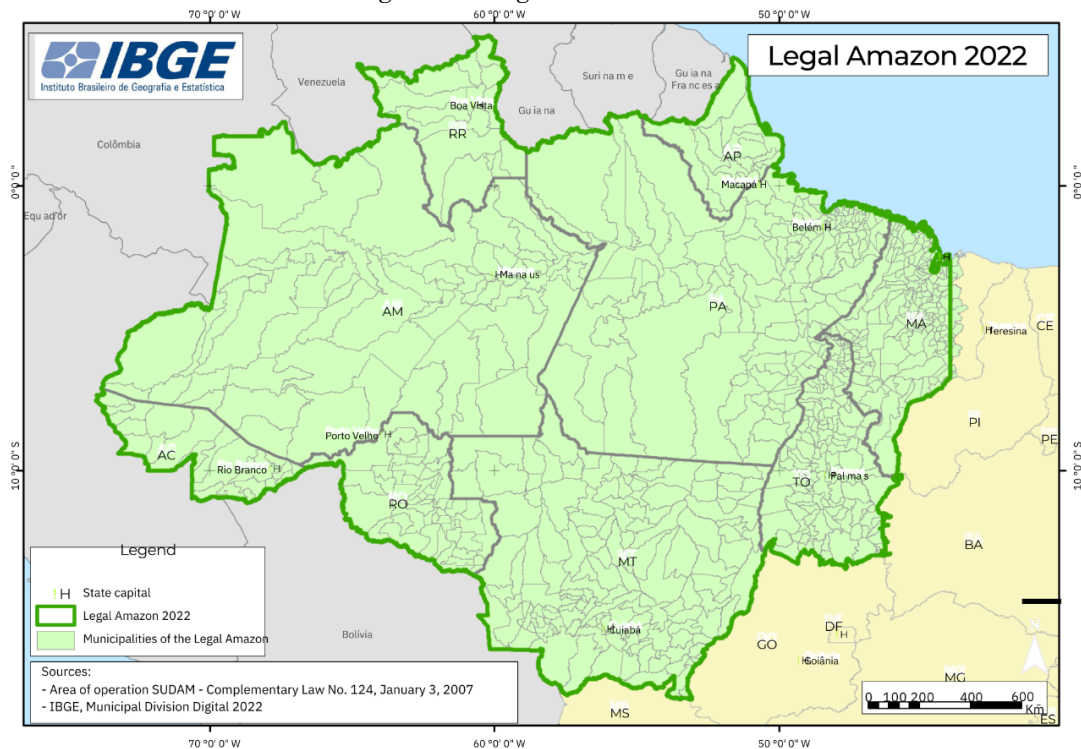 70°0'0"W 60°0'0"W 50°0'0"W
IBGE
Instituto Brasileiro de Geografia e Estatística
Legal Amazon 2022
Venezuela
Suri na m e
Gu ia na
Fra nc es a
Boa Vista
Gu ia na
RR
Colômbia
AP
0°0'0"
Macapá H
0°0'0"
Equ ad or
Belém H
H
HMa na us
AM
PA
MA
Teresina
CE
PI
Porto Velho H
PE
AC
Rio Branco H
10°0'0"S
TO
Pal ma s
10°0'0"S
RO
BA
Legend
MT
! H State capital
Legal Amazon 2022
Municipalities of the Legal Amazon
Bolívia
Cuiabá
DF
H
N
GO
H Goiânia
Sources:
- Area of operation SUDAM - Complementary Law No. 124, January 3, 2007
- IBGE, Municipal Division Digital 2022
MG
0 100 200 400 600
Km
MS
ES
70°0'0"W 60°0'0"W 50°0'0"W